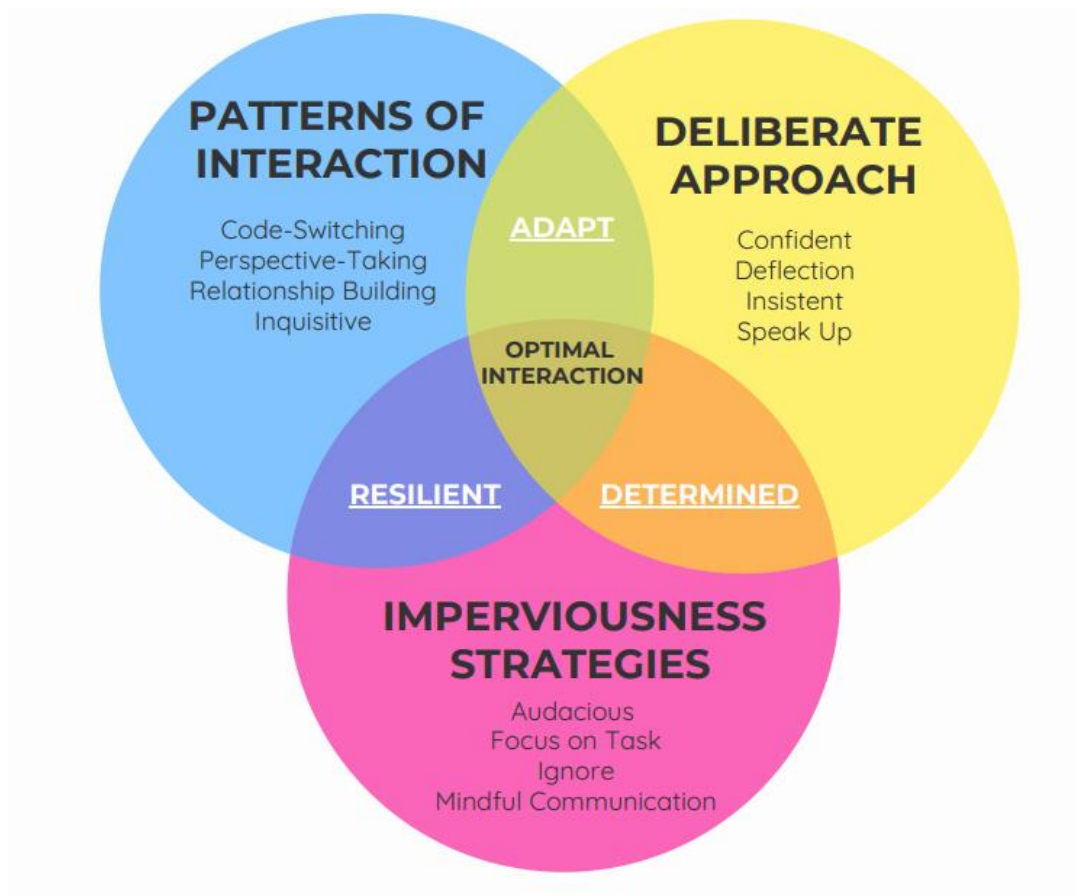 PATTERNS OF
INTERACTION
Code-Switching
Perspective-Taking
Relationship Building
Inquisitive
DELIBERATE
APPROACH
Confident
Deflection
Insistent
Speak Up
ADAPT
OPTIMAL
INTERACTION
RESILIENT
DETERMINED
IMPERVIOUSNESS
STRATEGIES
Audacious
Focus on Task
Ignore
Mindful Communication